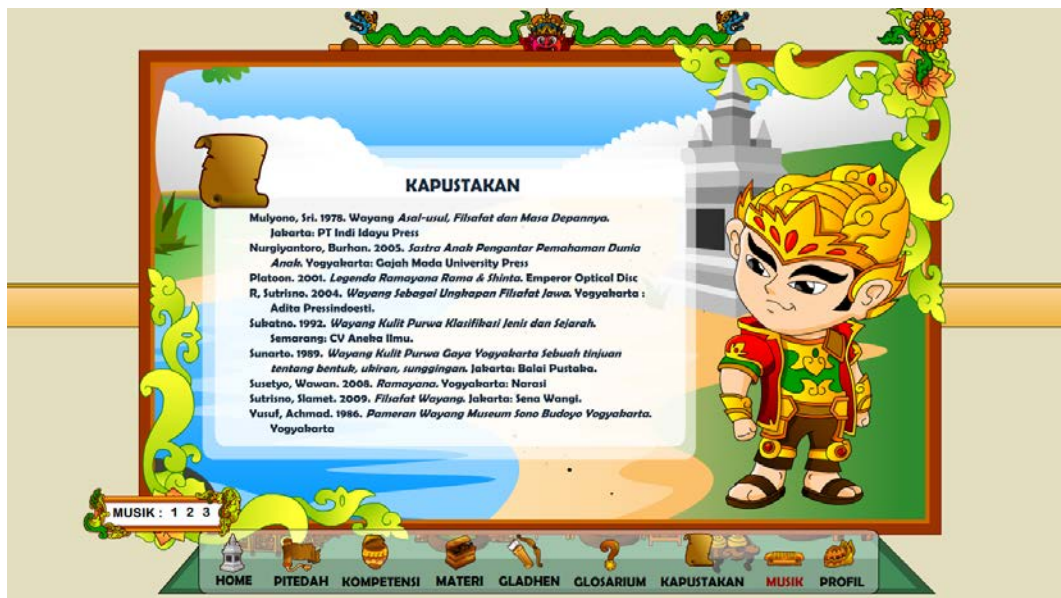 X
KAPUSTAKAN
Mulyono, Sri. 1978. Wayang Asal-usul, Filsafat dan Masa Depannya.
Jakarta: PT Indi Idayu Press
Nurgiyantoro, Burhan. 2005. Sastra Anak Pengantar Pemahaman Dunia
Anak. Yogyakarta: Gajah Mada University Press
Platoon. 2001. Legenda Ramayana Rama & Shinta. Emperor Optical Disc
R, Sutrisno. 2004. Wayang Sebagai Ungkapan Filsafat Jawa. Yogyakarta :
Adita Pressindoesti.
Sukatno. 1992. Wayang Kulit Purwa Klasifikasi Jenis dan Sejarah.
Semarang: CV Aneka Ilmu.
Sunarto. 1989. Wayang Kulit Purwa Gaya Yogyakarta Sebuah tinjuan
tentang bentuk, ukiran, sunggingan. Jakarta: Balai Pustaka.
Susetyo, Wawan. 2008. Ramayana. Yogyakarta: Narasi
Sutrisno, Slamet. 2009. Filsafat Wayang. Jakarta: Sena Wangi.
Yusuf, Achmad. 1986. Pameran Wayang Museum Sono Budoyo Yogyakarta.
Yogyakarta
MUSIK : 1 2 3
HOME PITEDAH KOMPETENSI MATERI GLADHEN GLOSARIUM KAPUSTAKAN MUSIK PROFIL